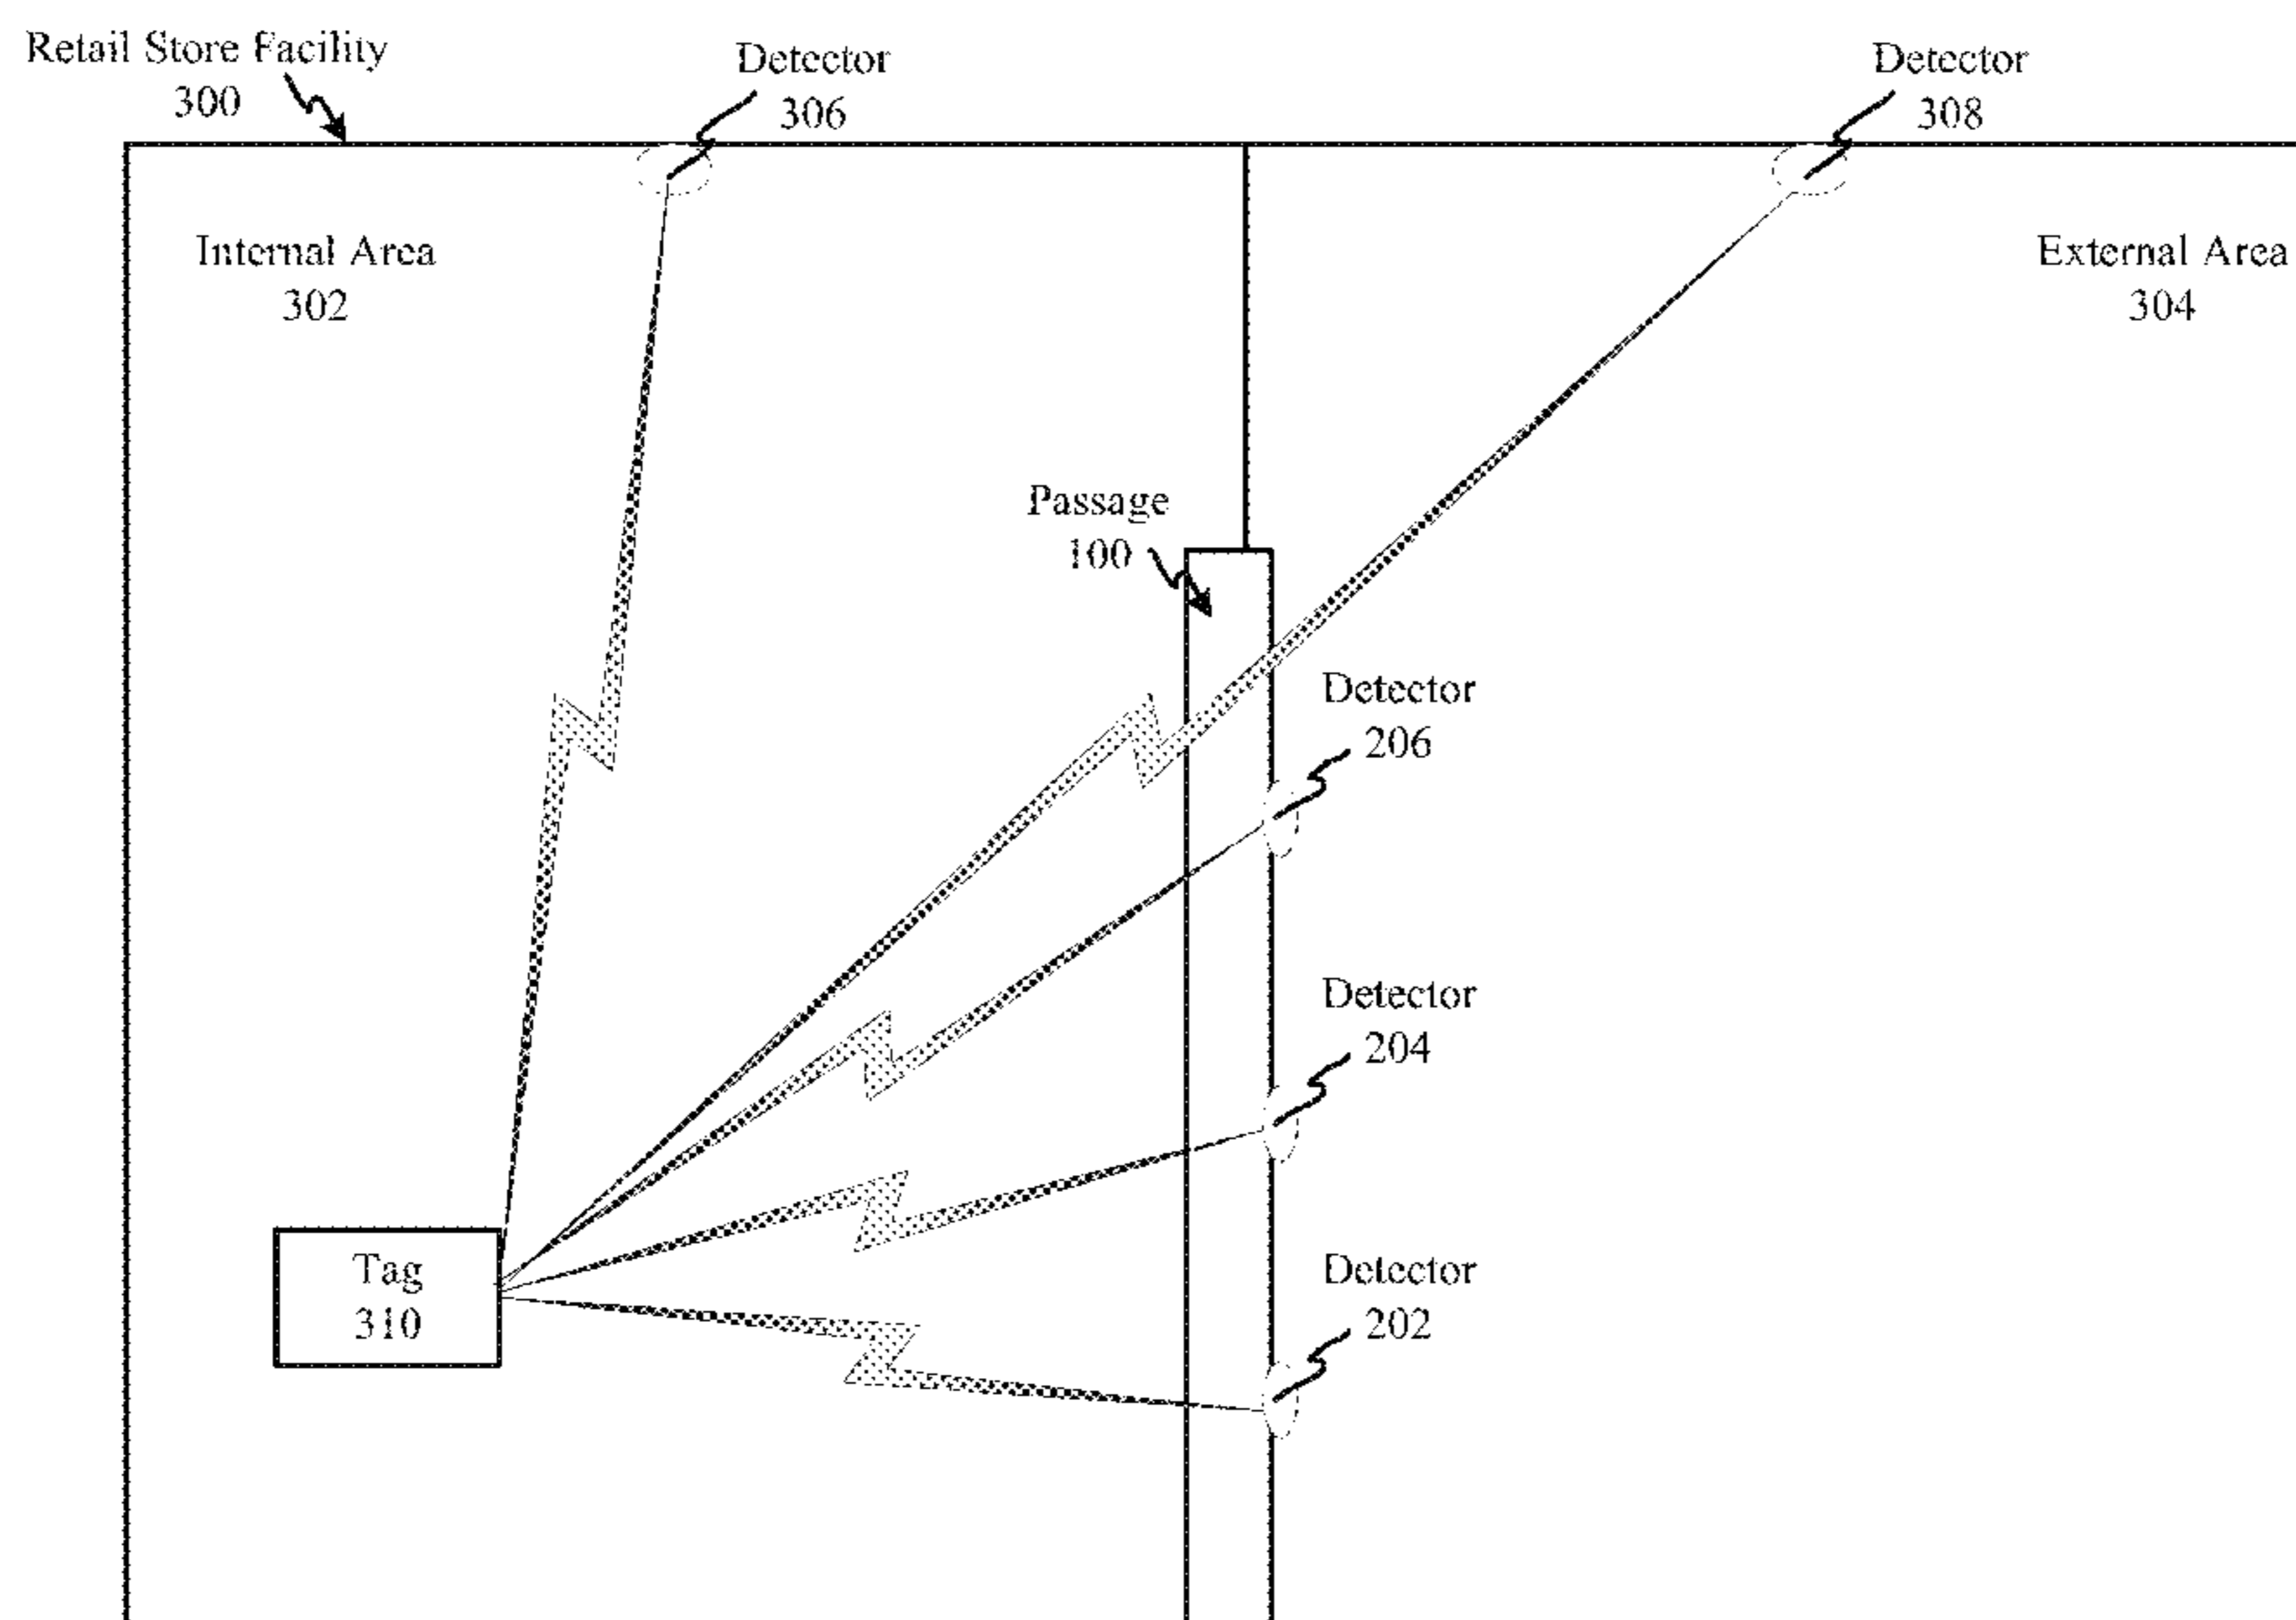 Retail Store Facility
300
Detector
306
Detector
308
Internal Area
302
External Area
304
Passage
100
Detector
206
Detector
204
Detector
202
Tag
310